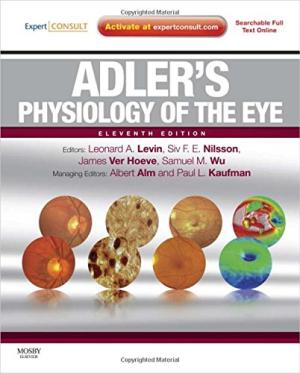 Expert CONSULT
Activate at expertconsult.com
Searchable Full
Text Online
ADLER'S
PHYSIOLOGY OF THE EYE
ELEVENTH EDITION
Editors: Leonard A. Levin, Siv F. E. Nilsson,
James Ver Hoeve, Samuel M. Wu
Managing Editors: Albert Alm and Paul L. Kaufman
MOSBY
ELSEVIER